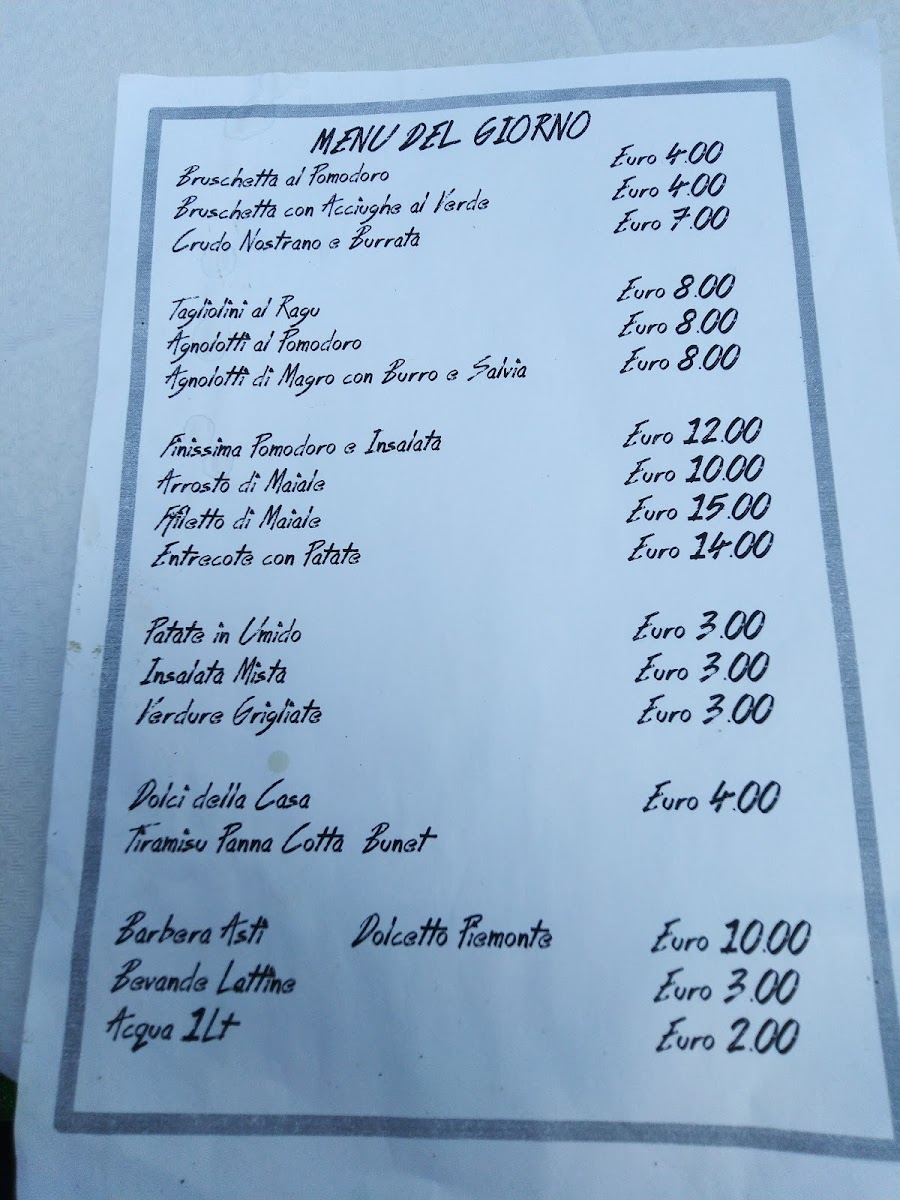 MENU DEL GIORNO
Bruschetta al Pomodoro Euro 4.00
Bruschetta con Acciughe al Verde Euro 4.00
Crudo Nostrano e Burrata Euro 7.00
Tagliolini al Ragu Euro 8.00
Agnolotti al Pomodoro Euro 8.00
Agnolotti di Magro con Burro e Salvia Euro 8.00
Finissima Pomodoro e Insalata Euro 12.00
Arrosto di Maiale Euro 10.00
Ffiletto di Maiale Euro 15.00
Entrecote con Patate Euro 14.00
Patate in Umido Euro 3.00
Insalata Mista Euro 3.00
Verdure Grigliate Euro 3.00
Dolci della Casa Euro 4.00
Tiramisu Panna Cotta Bunet
Barbera Asti Dolcetto Piemonte Euro 10.00
Bevande Lattine Euro 3.00
Acqua 1Lt Euro 2.00